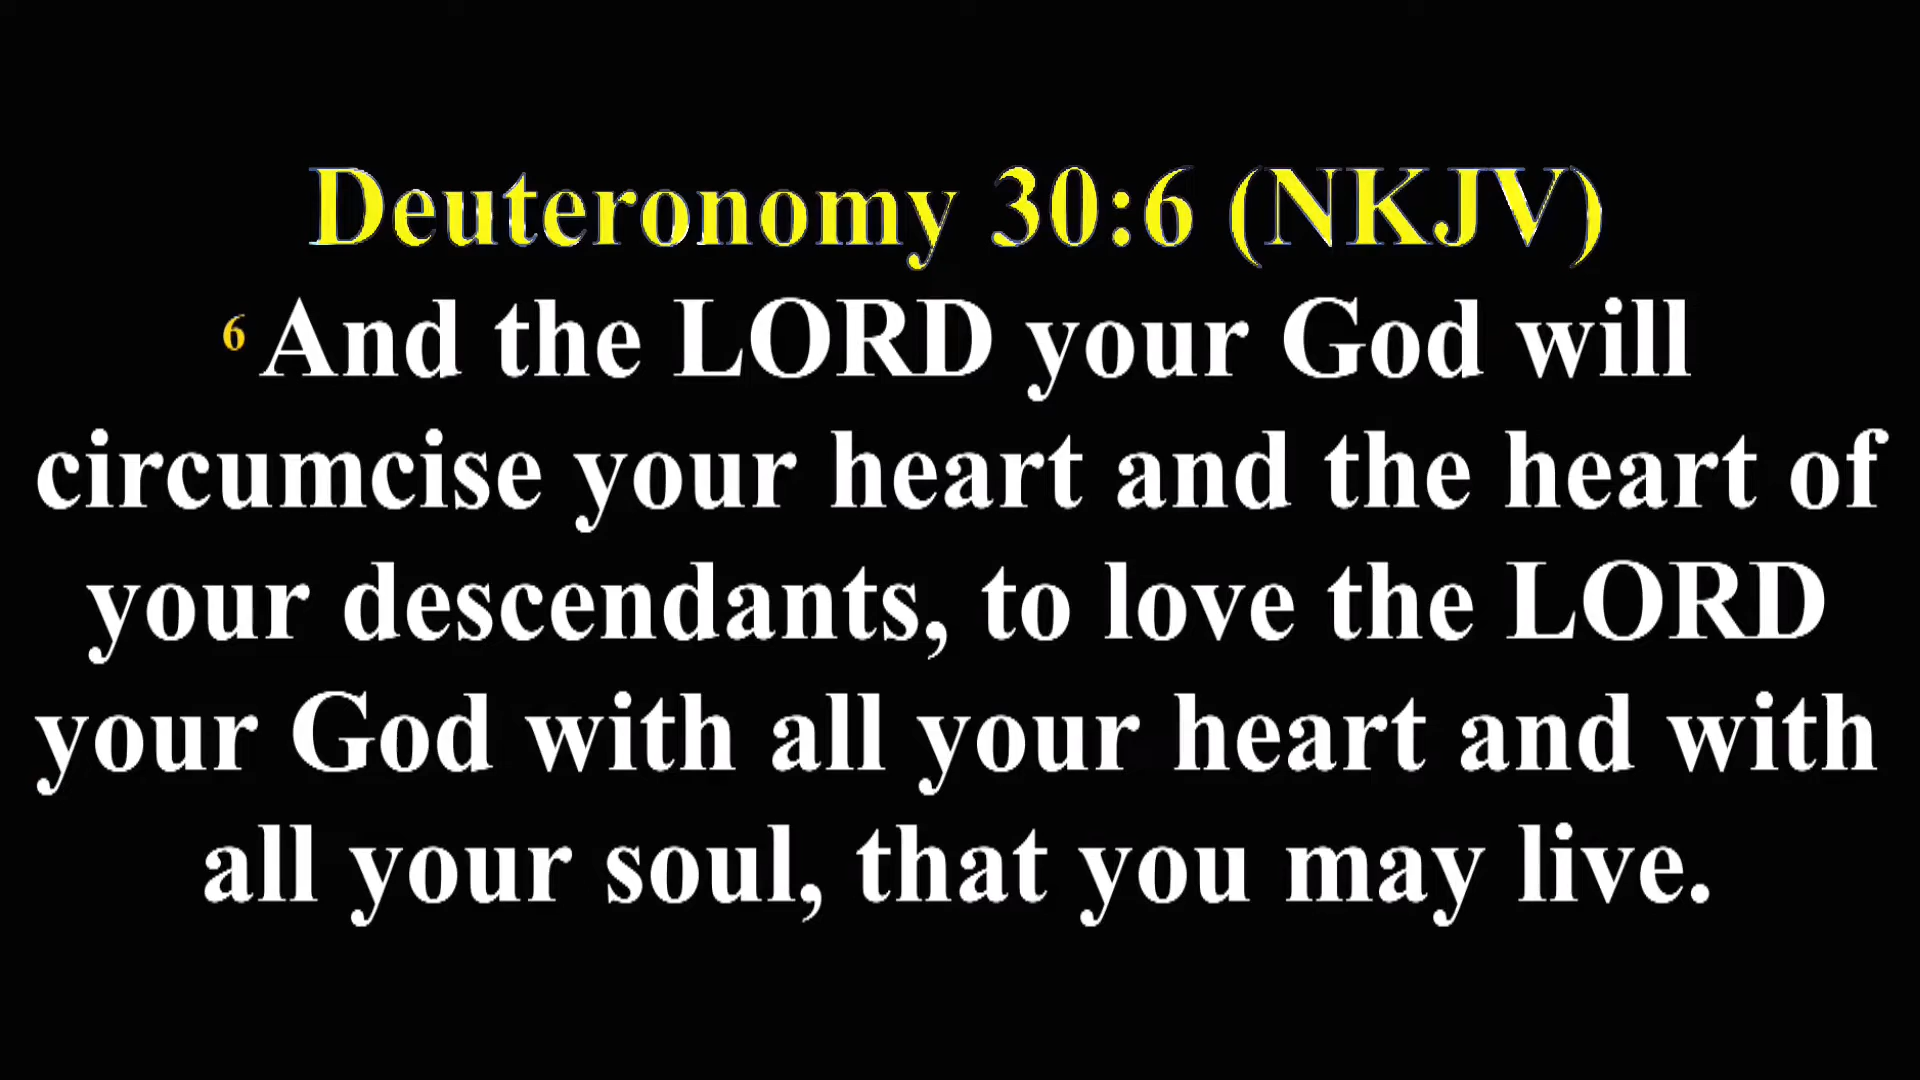 Deuteronomy 30:6 (NKJV)
6 And the LORD your God will
circumcise your heart and the heart of
your descendants, to love the LORD
your God with all your heart and with
all your soul, that you may live.